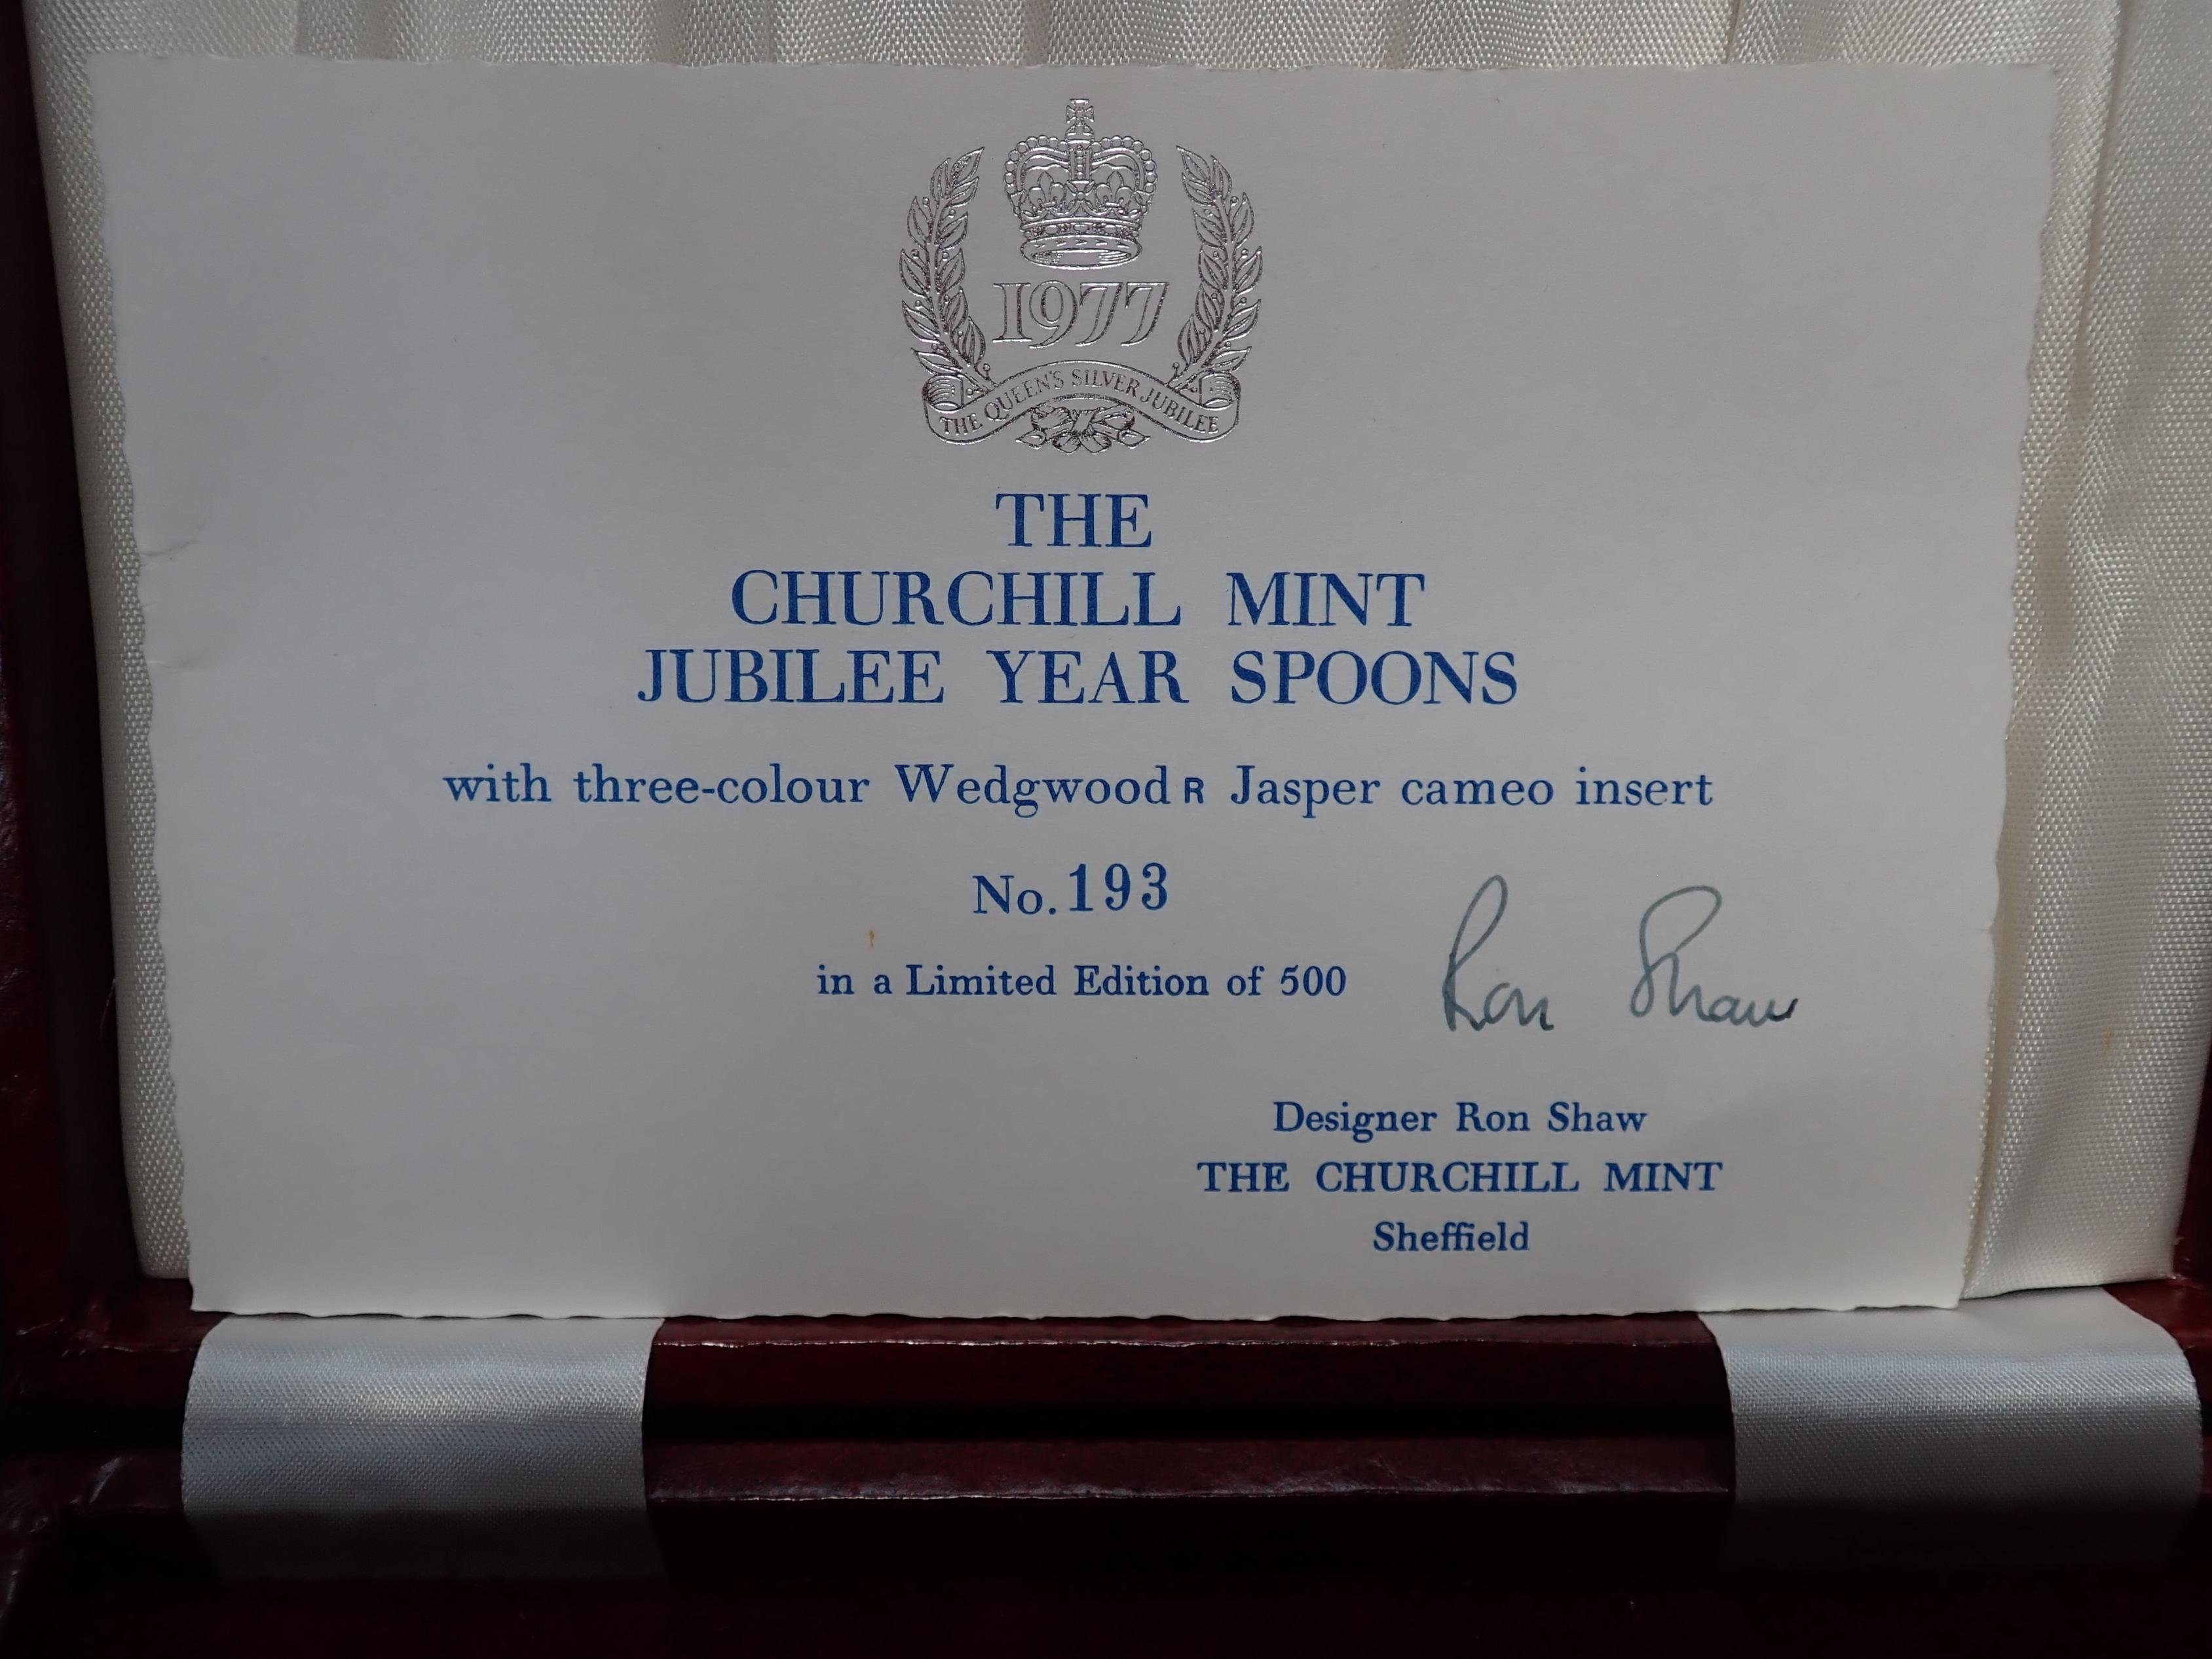 1977
THE QUEEN'S SILVER JUBILEE
THE
CHURCHILL MINT
JUBILEE YEAR SPOONS
with three-colour Wedgwood R Jasper cameo insert
No. 193
in a Limited Edition of 500
Ron Shaw
Designer Ron Shaw
THE CHURCHILL MINT
Sheffield